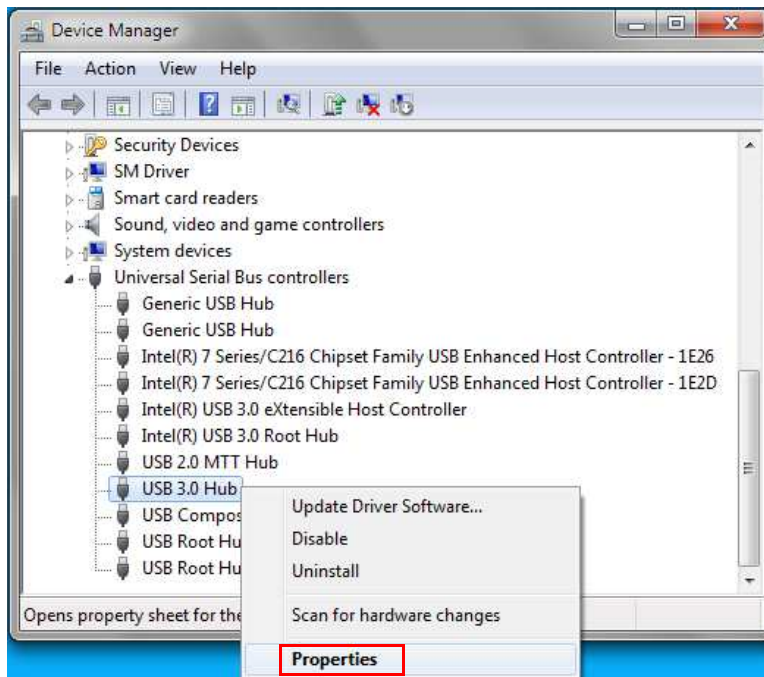 Device Manager
File Action View Help
Security Devices
SM Driver
Smart card readers
Sound, video and game controllers
System devices
Universal Serial Bus controllers
Generic USB Hub
Generic USB Hub
Intel(R) 7 Series/C216 Chipset Family USB Enhanced Host Controller - 1E26
Intel(R) 7 Series/C216 Chipset Family USB Enhanced Host Controller - 1E2D
Intel(R) USB 3.0 eXtensible Host Controller
Intel(R) USB 3.0 Root Hub
USB 2.0 MTT Hub
USB 3.0 Hub
USB Compos
USB Root Hu
USB Root Hu
Opens property sheet for the
Update Driver Software...
Disable
Uninstall
Scan for hardware changes
Properties